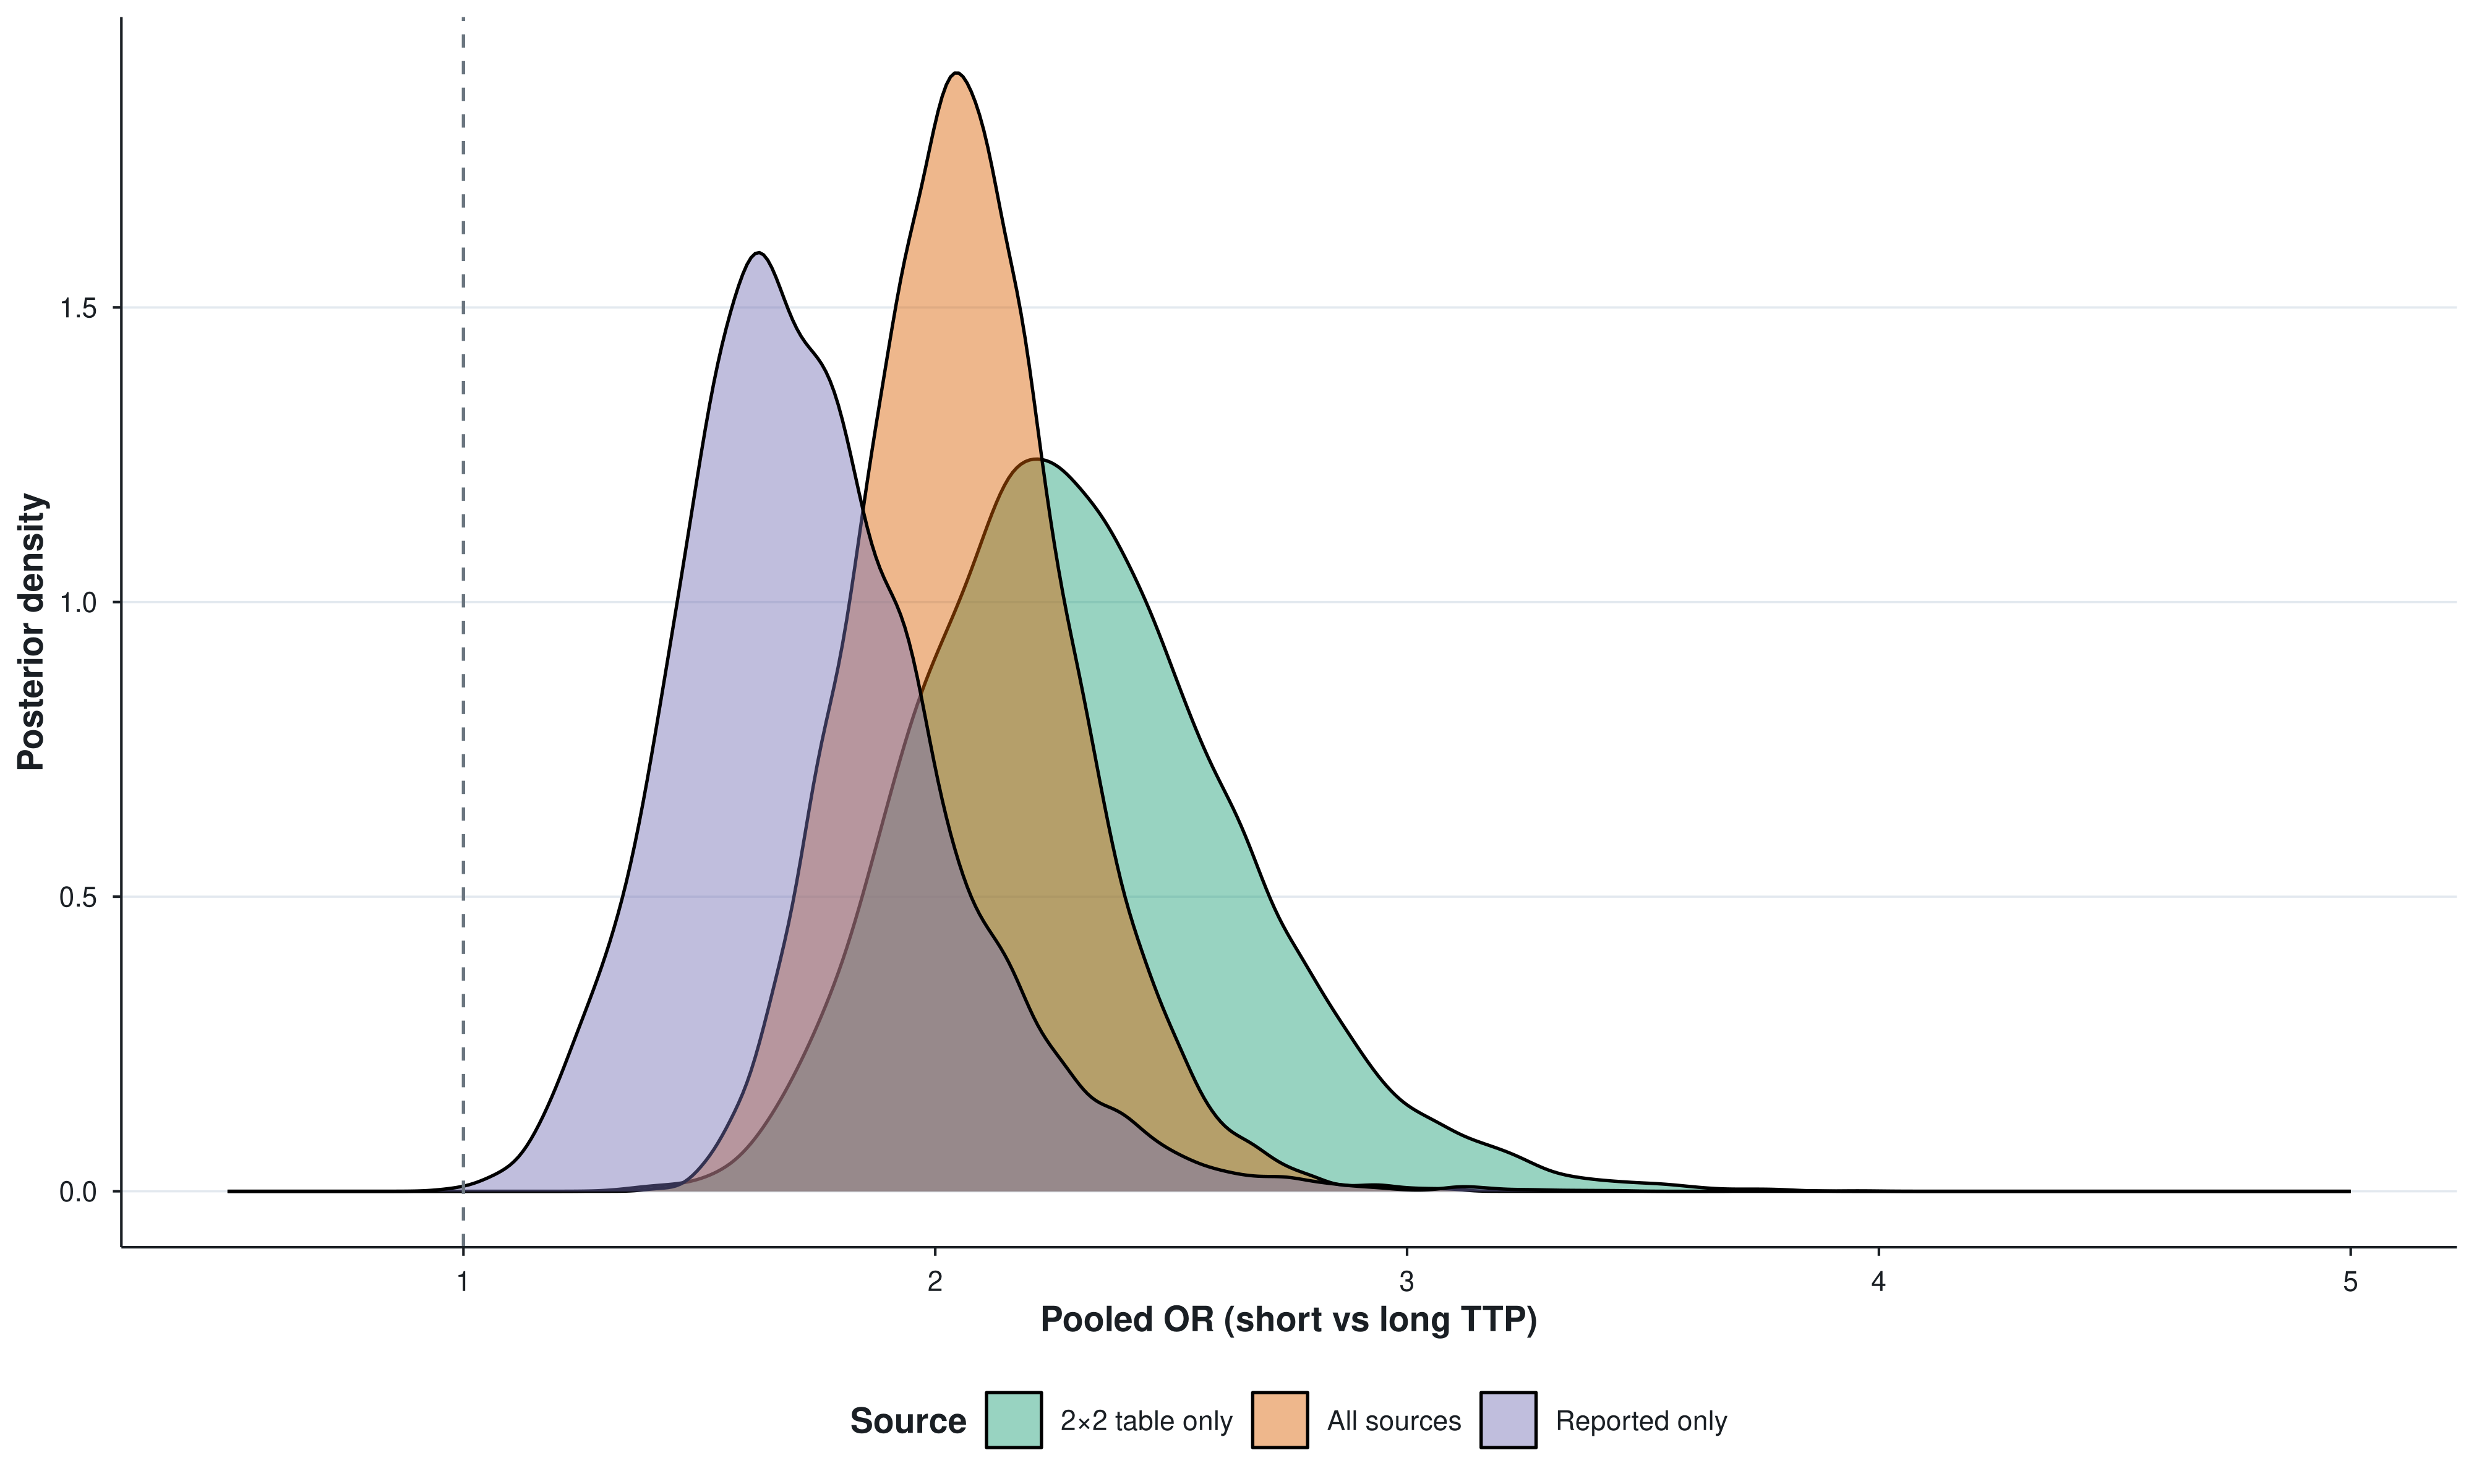 Posterior density
1.5
1.0
0.5
0.0
1 2 3 4 5
Pooled OR (short vs long TTP)
Source 2×2 table only All sources Reported only